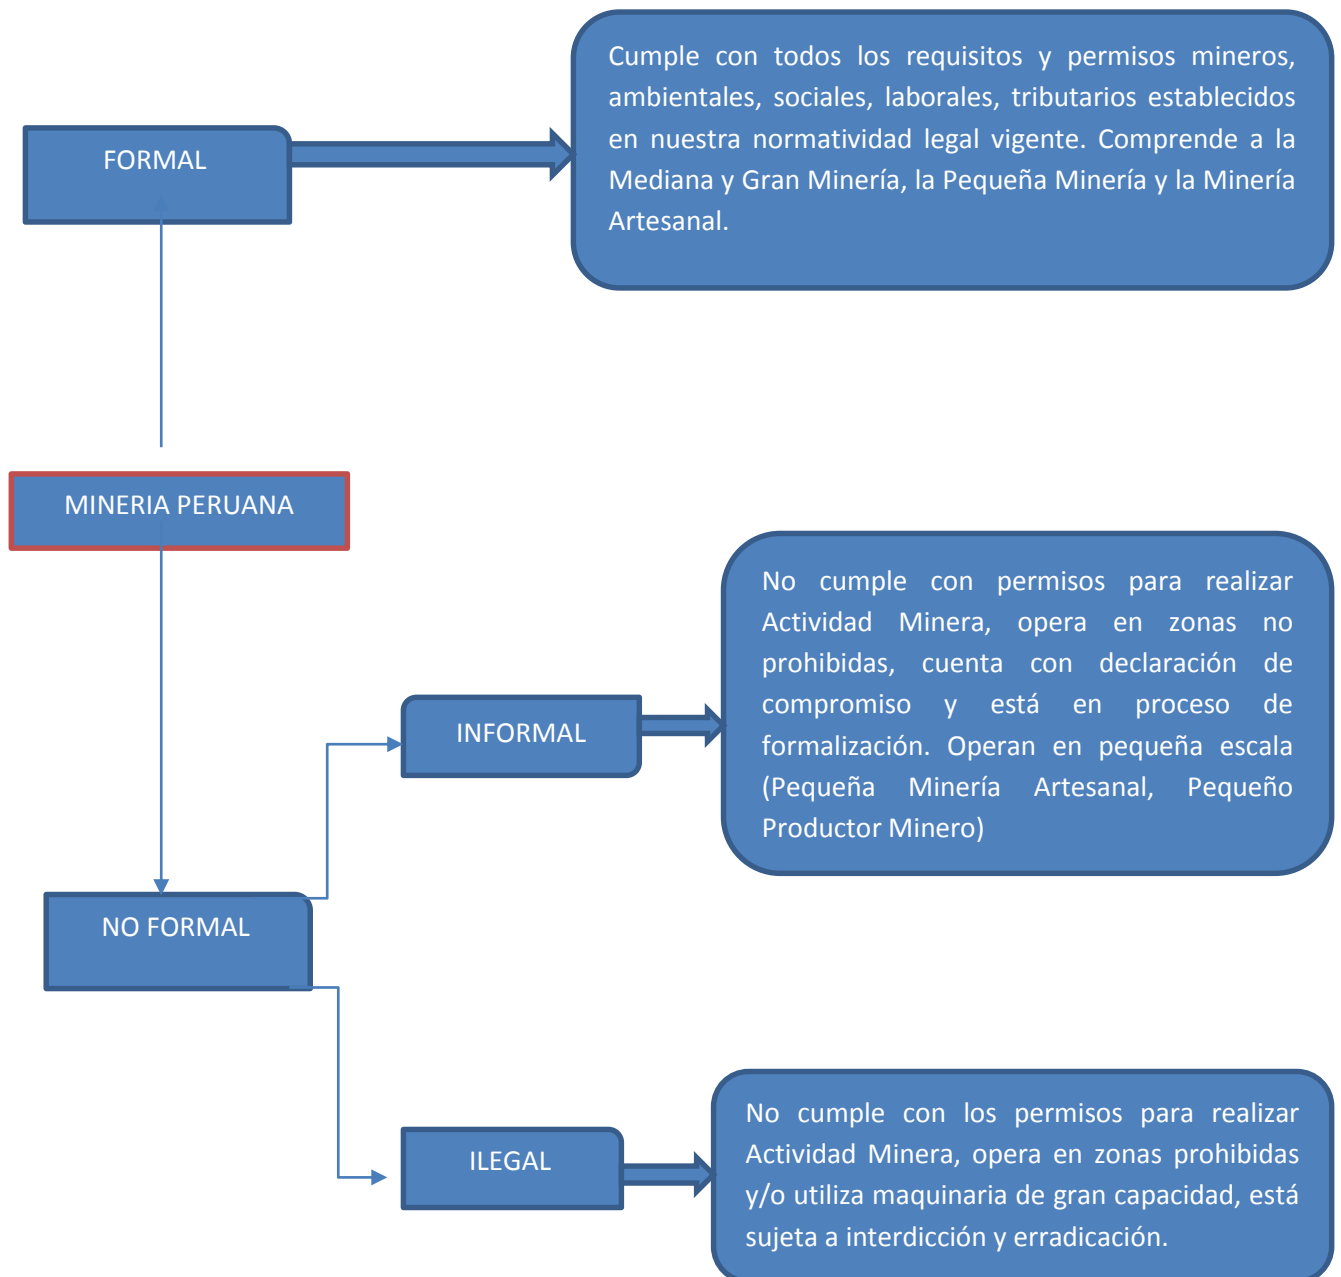 Cumple con todos los requisitos y permisos mineros,
ambientales, sociales, laborales, tributarios establecidos
en nuestra normatividad legal vigente. Comprende a la
Mediana y Gran Minería, la Pequeña Minería y la Minería
Artesanal.
FORMAL
MINERIA PERUANA
No cumple con permisos para realizar
Actividad Minera, opera en zonas no
prohibidas, cuenta con declaración de
compromiso y está en proceso de
formalización. Operan en pequeña escala
(Pequeña Minería Artesanal, Pequeño
Productor Minero)
INFORMAL
NO FORMAL
No cumple con los permisos para realizar
Actividad Minera, opera en zonas prohibidas
y/o utiliza maquinaria de gran capacidad, está
sujeta a interdicción y erradicación.
ILEGAL